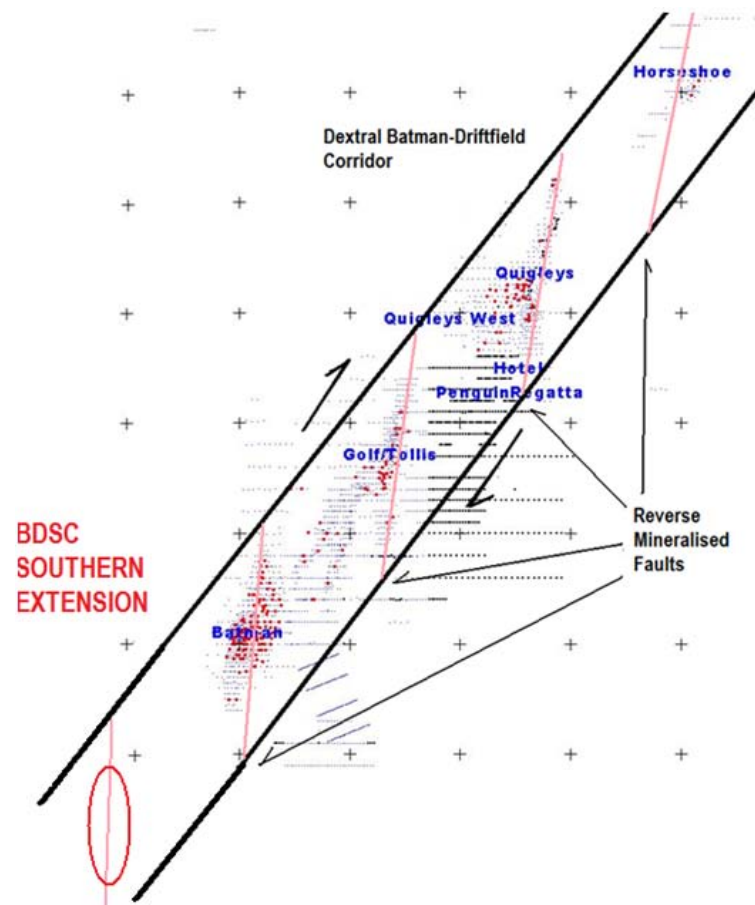 Horseshoe
Dextral Batman-Driftfield
Corridor
Quigleys
Quigleys West
Hotel
PenguinRegatta
Golf/Tollis
BDSC
SOUTHERN
EXTENSION
Reverse
Mineralised
Faults
Batman